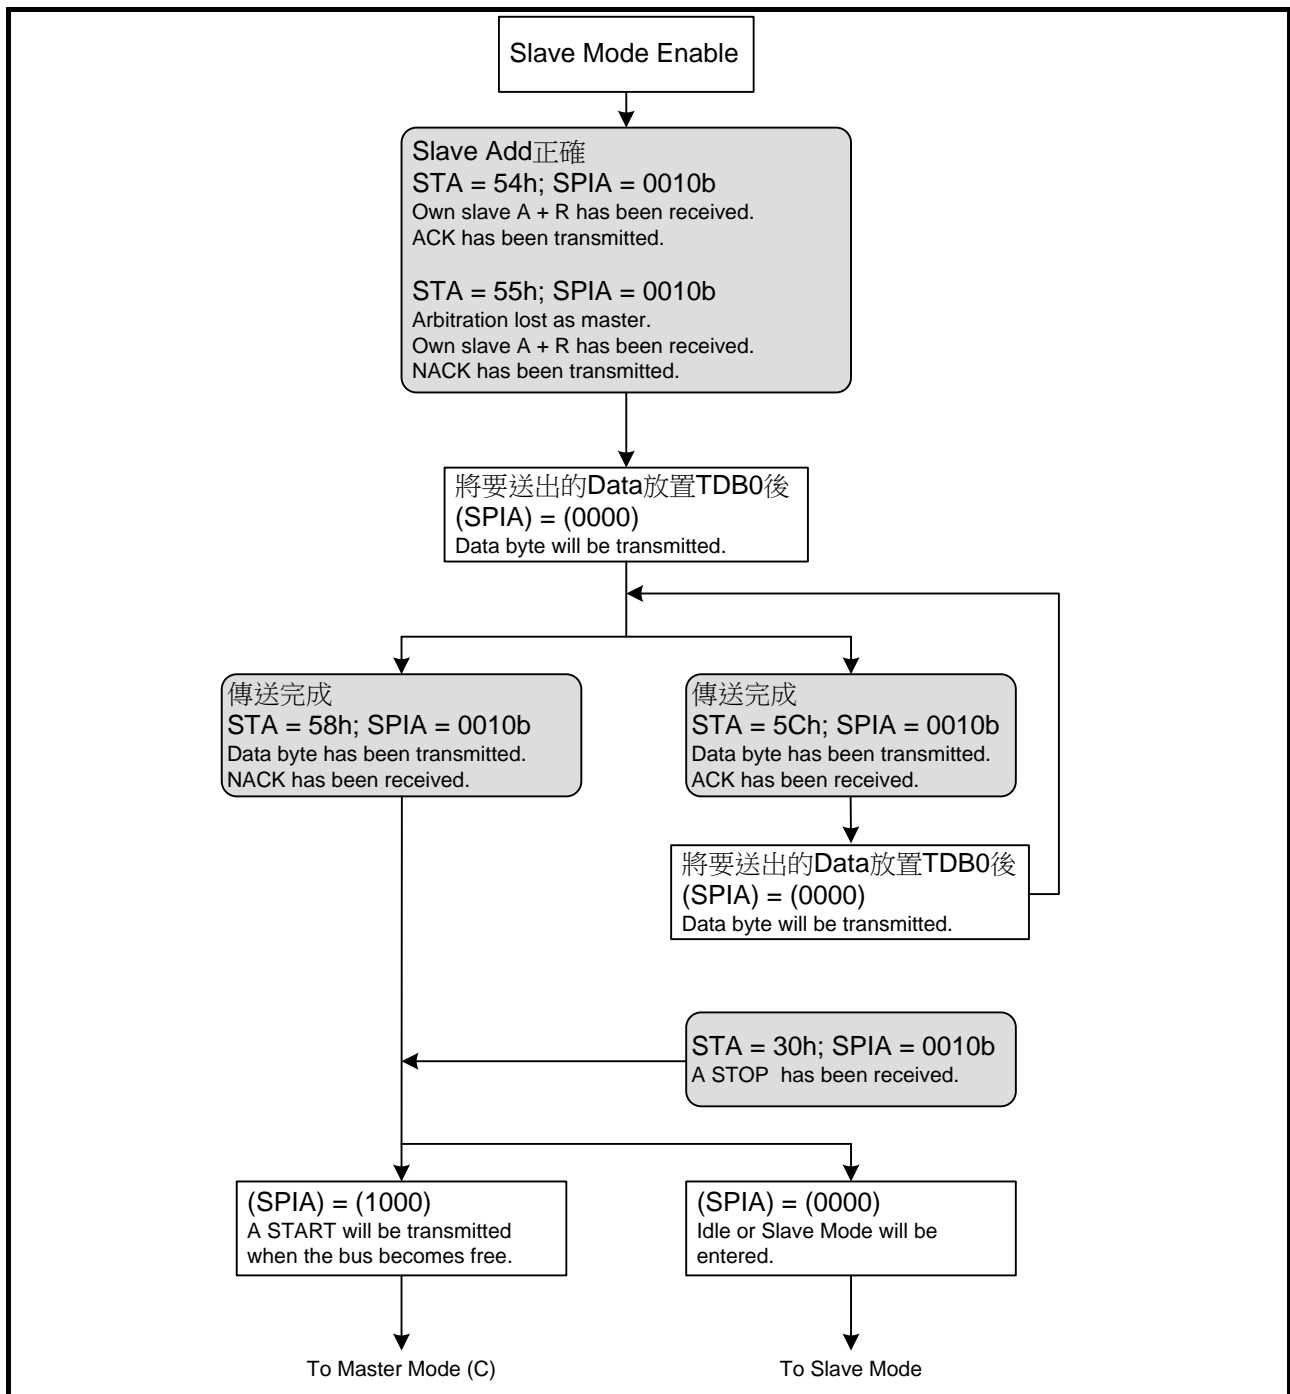 Slave Mode Enable
Slave Add正確
STA = 54h; SPIA = 0010b
Own slave A + R has been received.
ACK has been transmitted.
STA = 55h; SPIA = 0010b
Arbitration lost as master.
Own slave A + R has been received.
NACK has been transmitted.
將要送出的Data放置TDB0後
(SPIA) = (0000)
Data byte will be transmitted.
傳送完成
STA = 58h; SPIA = 0010b
Data byte has been transmitted.
NACK has been received.
傳送完成
STA = 5Ch; SPIA = 0010b
Data byte has been transmitted.
ACK has been received.
將要送出的Data放置TDB0後
(SPIA) = (0000)
Data byte will be transmitted.
STA = 30h; SPIA = 0010b
A STOP  has been received.
(SPIA) = (1000)
A START will be transmitted
when the bus becomes free.
(SPIA) = (0000)
Idle or Slave Mode will be
entered.
To Master Mode (C)
To Slave Mode